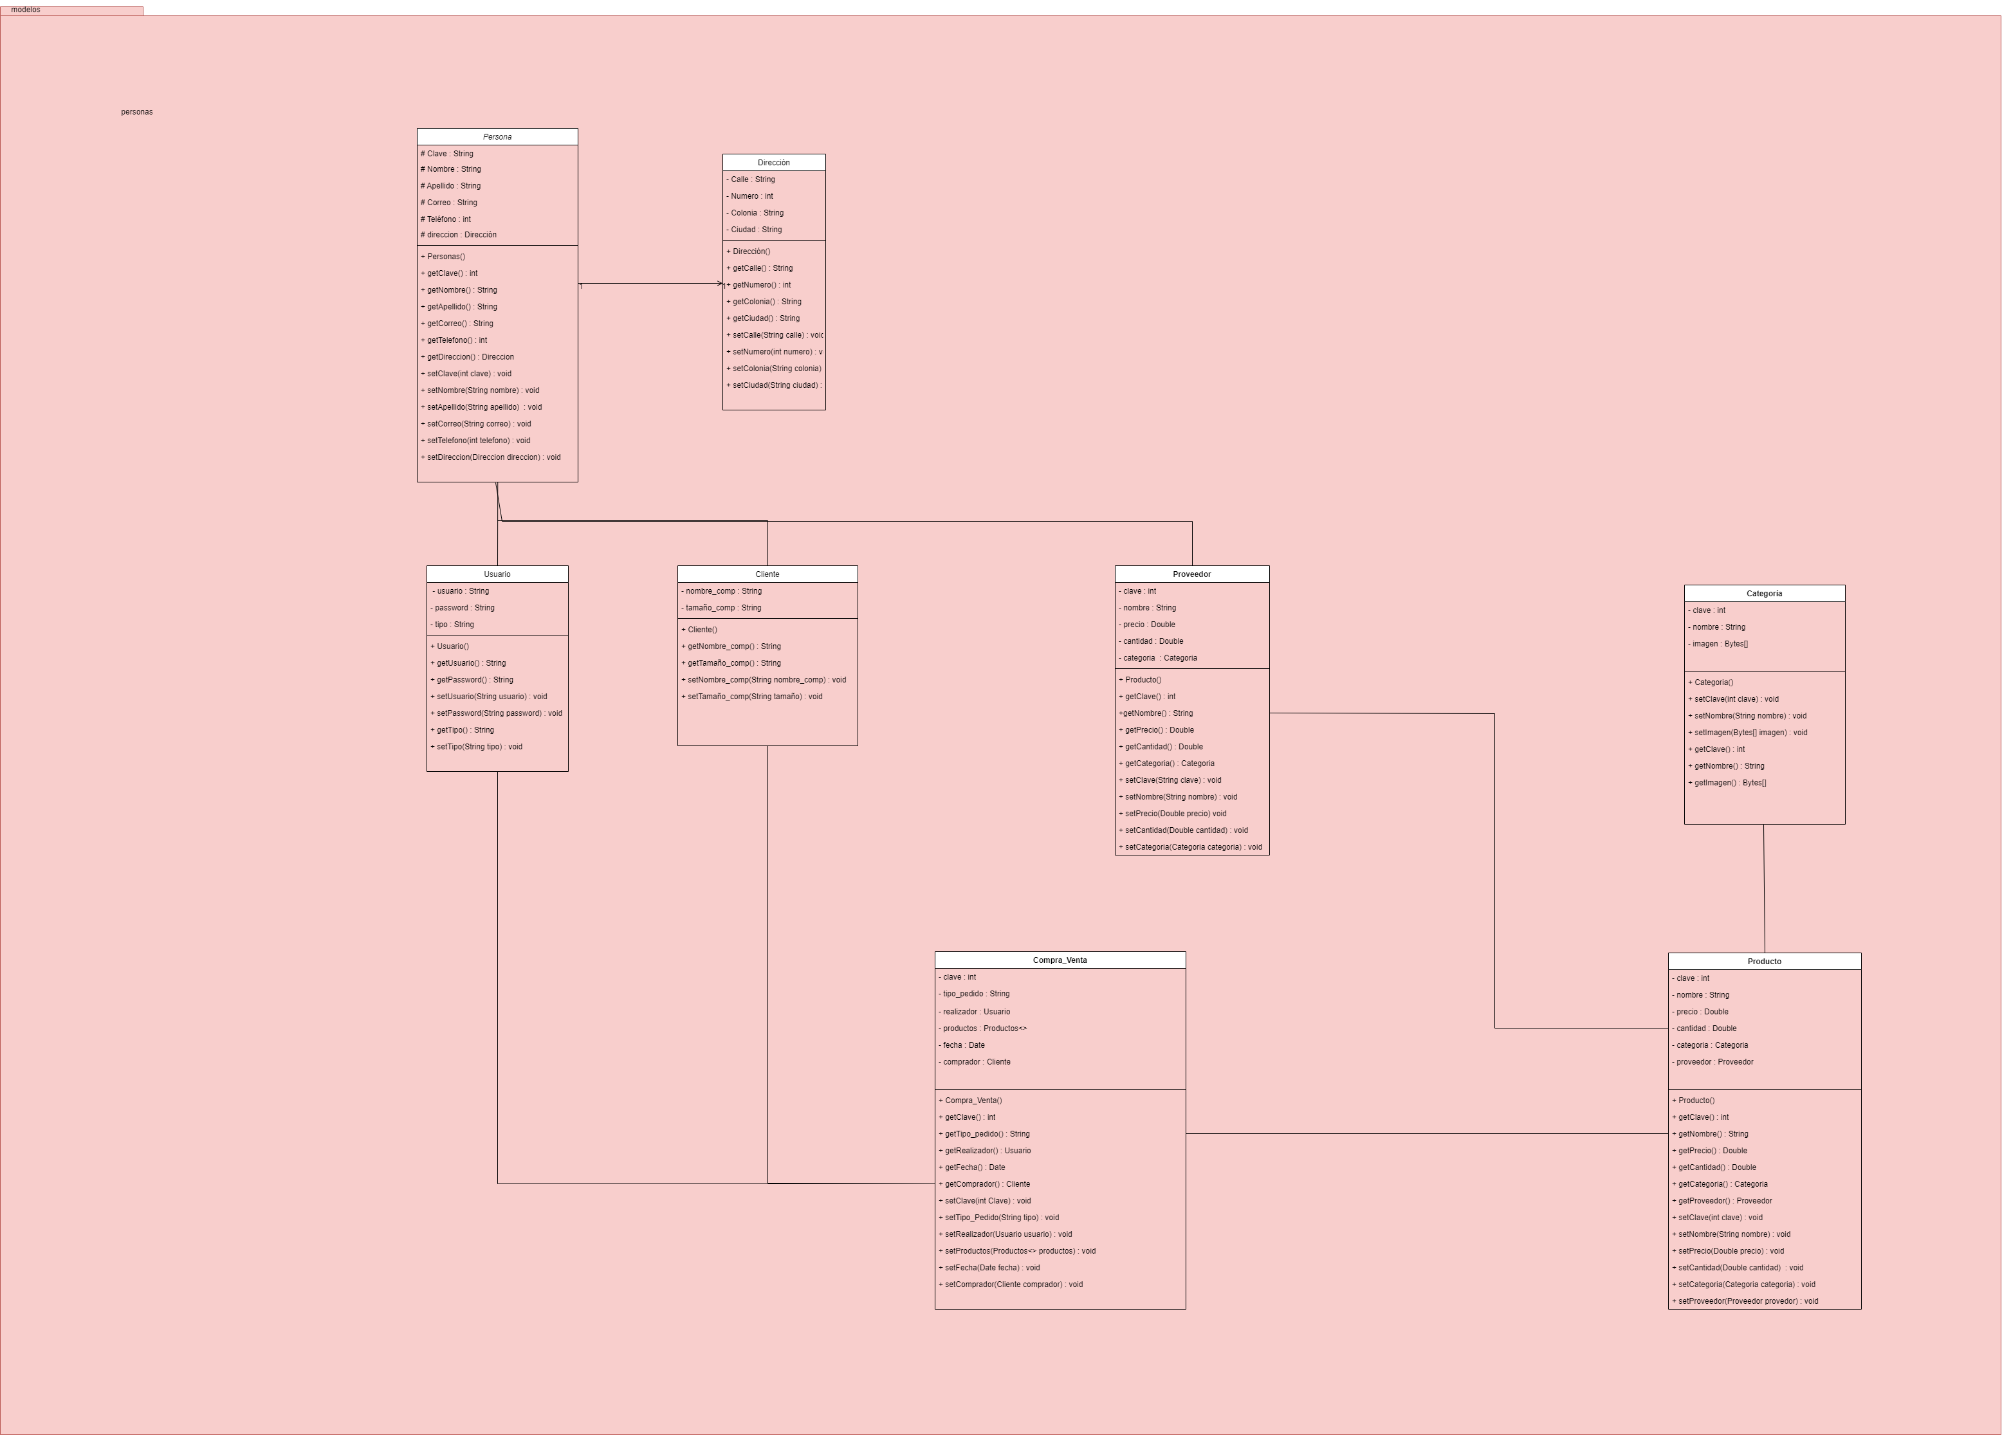 modelos
personas
Persona
# Clave : String
# Nombre : String
# Apellido : String
# Correo : String
# Teléfono : int
# direccion : Dirección
+ Personas()
+ getClave() : int
+ getNombre() : String
+ getApellido() : String
+ getCorreo() : String
+ getTelefono() : int
+ getDireccion() : Direccion
+ setClave(int clave) : void
+ setNombre(String nombre) : void
+ setApellido(String apellido)  : void
+ setCorreo(String correo) : void
+ setTelefono(int telefono) : void
+ setDireccion(Direccion direccion) : void
1
1
Dirección
- Calle : String
- Numero : int
- Colonia : String
- Ciudad : String
+ Dirección()
+ getCalle() : String
+ getNumero() : int
+ getColonia() : String
+ getCiudad() : String
+ setCalle(String calle) : voic
+ setNumero(int numero) : v
+ setColonia(String colonia)
+ setCiudad(String ciudad) :
Usuario
- usuario : String
- password : String
- tipo : String
+ Usuario()
+ getUsuario() : String
+ getPassword() : String
+ setUsuario(String usuario) : void
+ setPassword(String password) : void
+ getTipo() : String
+ setTipo(String tipo) : void
Cliente
- nombre_comp : String
- tamaño_comp : String
+ Cliente()
+ getNombre_comp() : String
+ getTamaño_comp() : String
+ setNombre_comp(String nombre_comp) : void
+ setTamaño_comp(String tamaño) : void
Proveedor
- clave : int
- nombre : String
- precio : Double
- cantidad : Double
- categoria  : Categoria
+ Producto()
+ getClave() : int
+getNombre() : String
+ getPrecio() : Double
+ getCantidad() : Double
+ getCategoria() : Categoria
+ setClave(String clave) : void
+ setNombre(String nombre) : void
+ setPrecio(Double precio) void
+ setCantidad(Double cantidad) : void
+ setCategoria(Categoria categoria) : void
Categoria
- clave : int
- nombre : String
- imagen : Bytes[]
+ Categoria()
+ setClave(int clave) : void
+ setNombre(String nombre) : void
+ setImagen(Bytes[] imagen) : void
+ getClave() : int
+ getNombre() : String
+ getImagen() : Bytes[]
Compra_Venta
- clave : int
- tipo_pedido : String
- realizador : Usuario
- productos : Productos<>
- fecha : Date
- comprador : Cliente
+ Compra_Venta()
+ getClave() : int
+ getTipo_pedido() : String
+ getRealizador() : Usuario
+ getFecha() : Date
+ getComprador() : Cliente
+ setClave(int Clave) : void
+ setTipo_Pedido(String tipo) : void
+ setRealizador(Usuario usuario) : void
+ setProductos(Productos<> productos) : void
+ setFecha(Date fecha) : void
+ setComprador(Cliente comprador) : void
Producto
- clave : int
- nombre : String
- precio : Double
- cantidad : Double
- categoria : Categoria
- proveedor : Proveedor
+ Producto()
+ getClave() : int
+ getNombre() : String
+ getPrecio() : Double
+ getCantidad() : Double
+ getCategoria() : Categoria
+ getProveedor() : Proveedor
+ setClave(int clave) : void
+ setNombre(String nombre) : void
+ setPrecio(Double precio) : void
+ setCantidad(Double cantidad)  : void
+ setCategoria(Categoria categoria) : void
+ setProveedor(Proveedor provedor) : void